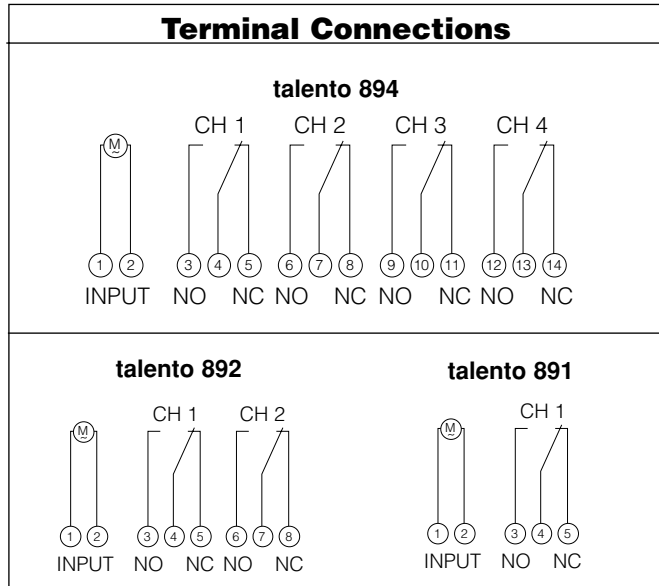 Terminal Connections
talento 894
CH 1 CH 2 CH 3 CH 4
M ~
1 2 3 4 5 6 7 8 9 10 11 12 13 14
INPUT NO NC NO NC NO NC NO NC
talento 892
CH 1 CH 2
M ~
1 2 3 4 5 6 7 8
INPUT NO NC NO NC
talento 891
CH 1
M ~
1 2 3 4 5
INPUT NO NC